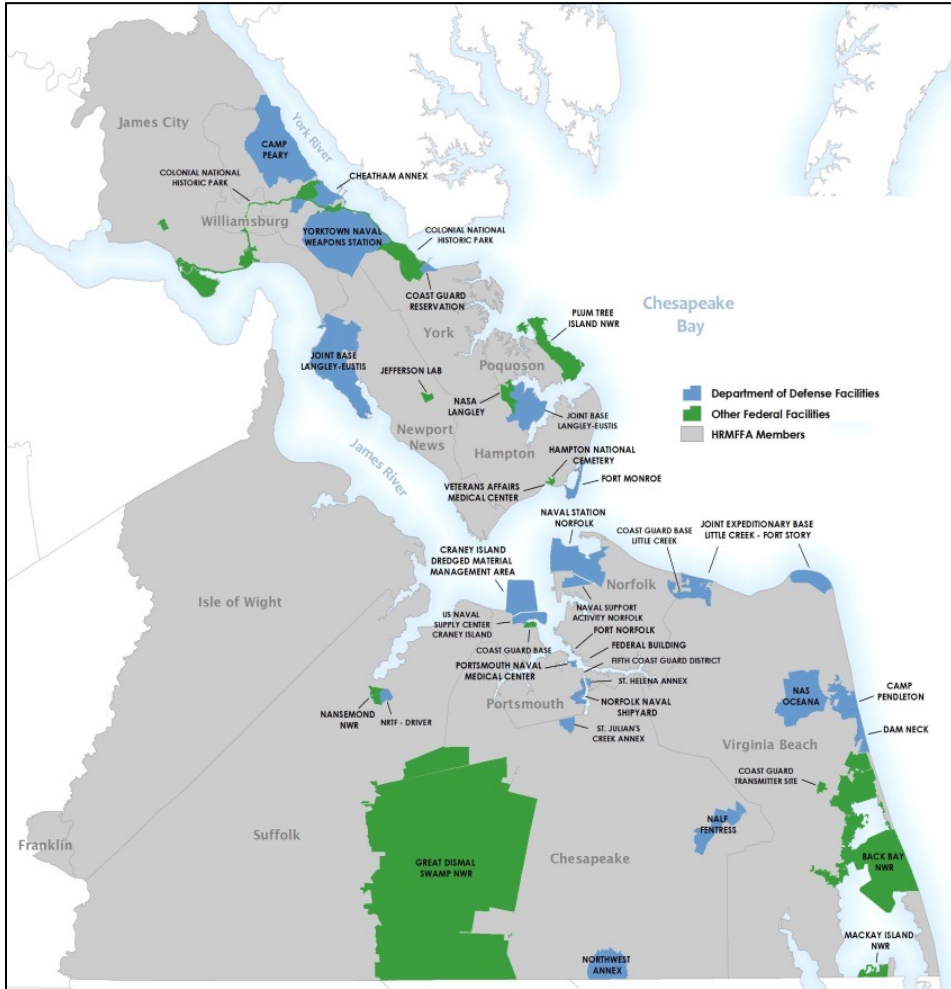 James City
York River
CAMP
PEARY
COLONIAL NATIONAL
HISTORIC PARK
CHEATHAM ANNEX
Williamsburg
YORKTOWN NAVAL
WEAPONS STATION
COLONIAL NATIONAL
HISTORIC PARK
COAST GUARD
RESERVATION
York
PLUM TREE
ISLAND NWR
Chesapeake
Bay
JOINT BASE
LANGLEY-EUSTIS
JEFFERSON LAB
Poquoson
NASA
LANGLEY
JOINT BASE
LANGLEY-EUSTIS
Department of Defense Facilities
Other Federal Facilities
HRMFFA Members
Newport
News
Hampton
HAMPTON NATIONAL
CEMETERY
James River
VETERANS AFFAIRS
MEDICAL CENTER
FORT MONROE
NAVAL STATION
NORFOLK
COAST GUARD BASE
LITTLE CREEK
JOINT EXPEDITIONARY BASE
LITTLE CREEK - FORT STORY
CRANEY ISLAND
DREDGED MATERIAL
MANAGEMENT AREA
Norfolk
Isle of Wight
NAVAL SUPPORT
ACTIVITY NORFOLK
US NAVAL
SUPPLY CENTER
CRANEY ISLAND
FORT NORFOLK
COAST GUARD BASE
FEDERAL BUILDING
PORTSMOUTH NAVAL
MEDICAL CENTER
FIFTH COAST GUARD DISTRICT
ST. HELENA ANNEX
NANSEMOND
NWR
NRTF - DRIVER
Portsmouth
NORFOLK NAVAL
SHIPYARD
NAS
OCEANA
CAMP
PENDLETON
ST. JULIAN'S
CREEK ANNEX
DAM NECK
Virginia Beach
COAST GUARD
TRANSMITTER SITE
NALF
FENTRESS
Franklin
Suffolk
GREAT DISMAL
SWAMP NWR
Chesapeake
BACK BAY
NWR
MACKAY ISLAND
NWR
NORTHWEST
ANNEX